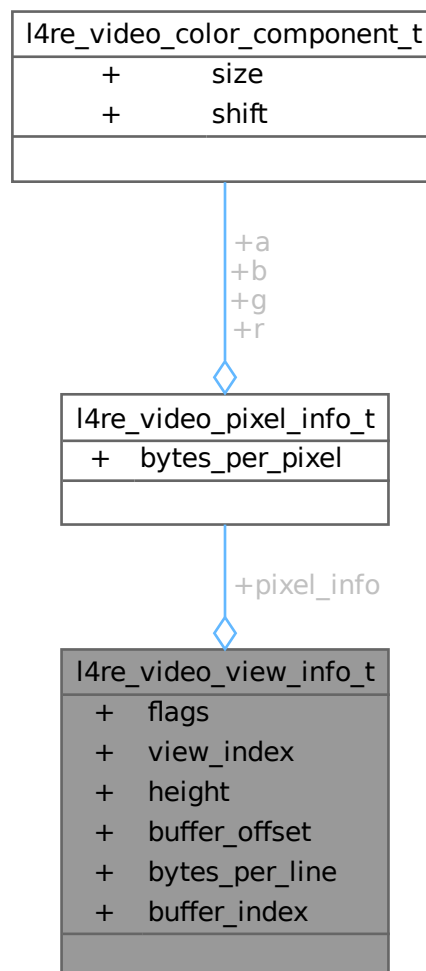 l4re_video_color_component_t
+ size
+ shift
+a
+b
+g
+r
l4re_video_pixel_info_t
+ bytes_per_pixel
+pixel_info
l4re_video_view_info_t
+ flags
+ view_index
+ height
+ buffer_offset
+ bytes_per_line
+ buffer_index